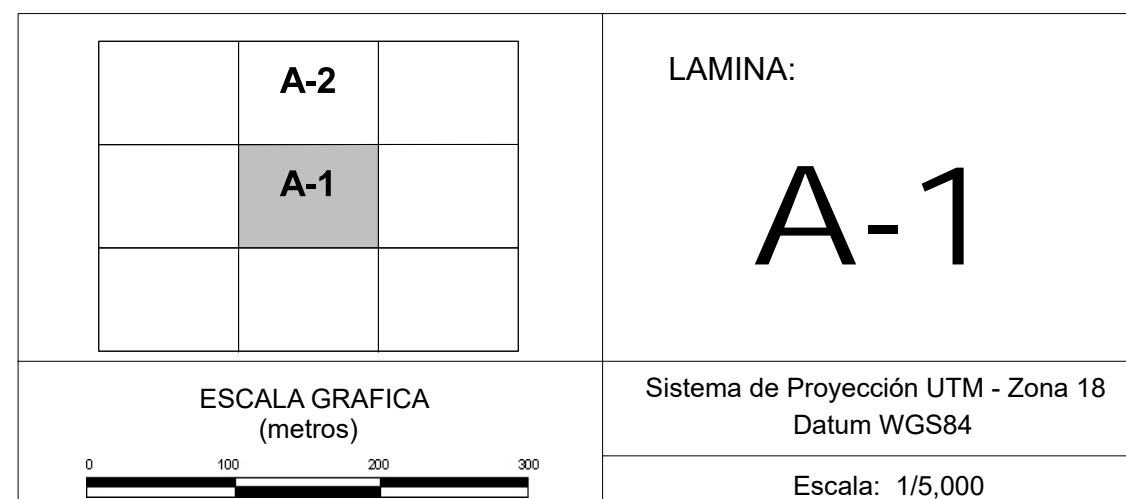 A-2
A-1
LAMINA:
A-1
ESCALA GRAFICA
(metros)
0 100 200 300
Sistema de Proyección UTM - Zona 18
Datum WGS84
Escala: 1/5,000